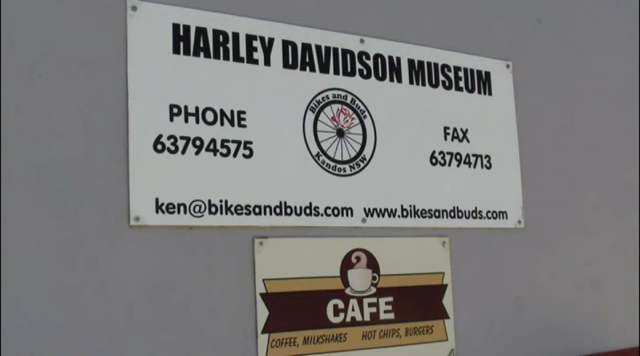 HARLEY DAVIDSON MUSEUM
PHONE
63794575
Bikes and Buds
Kandos NSW
FAX
63794713
ken@bikesandbuds.com www.bikesandbuds.com
CAFE
COFFEE, MILKSHAKES HOT CHIPS, BURGERS